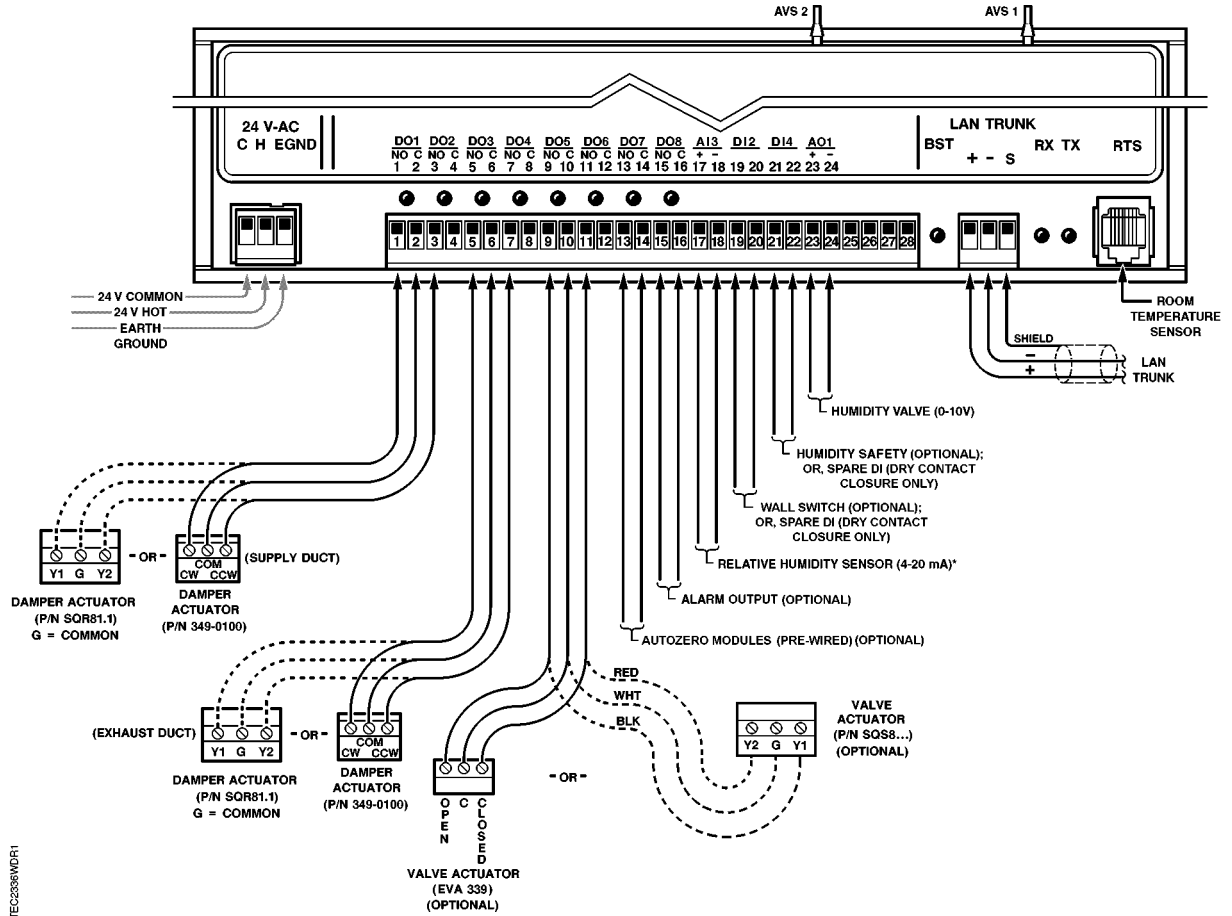 AVS 2
AVS 1
24 V-AC
C H EGND
DO1 DO2 DO3 DO4 DO5 DO6 DO7 DO8 AI3 DI2 DI4 AO1
NO C NO C NO C NO C NO C NO C NO C NO C + - + -
1 2 3 4 5 6 7 8 9 10 11 12 13 14 15 16 17 18 19 20 21 22 23 24
LAN TRUNK
BST
+ - S
RX TX
RTS
1 2 3 4 5 6 7 8 9 10 11 12 13 14 15 16 17 18 19 20 21 22 23 24 25 26 27 28
24 V COMMON
24 V HOT
EARTH
GROUND
ROOM
TEMPERATURE
SENSOR
SHIELD
-
+
LAN
TRUNK
HUMIDITY VALVE (0-10V)
HUMIDITY SAFETY (OPTIONAL);
OR, SPARE DI (DRY CONTACT
CLOSURE ONLY)
WALL SWITCH (OPTIONAL);
OR, SPARE DI (DRY CONTACT
CLOSURE ONLY)
RELATIVE HUMIDITY SENSOR (4-20 mA)*
ALARM OUTPUT (OPTIONAL)
AUTOZERO MODULES (PRE-WIRED) (OPTIONAL)
Y1 G Y2
- OR -
COM
CW CCW
(SUPPLY DUCT)
DAMPER ACTUATOR
(P/N SQR81.1)
G = COMMON
DAMPER
ACTUATOR
(P/N 349-0100)
(EXHAUST DUCT)
Y1 G Y2
- OR -
COM
CW CCW
DAMPER ACTUATOR
(P/N SQR81.1)
G = COMMON
DAMPER
ACTUATOR
(P/N 349-0100)
RED
WHT
BLK
OPEN
C
CLOSED
- OR -
VALVE ACTUATOR
(EVA 339)
(OPTIONAL)
Y2 G Y1
VALVE
ACTUATOR
(P/N SQS8...)
(OPTIONAL)
TEC2336WDR1